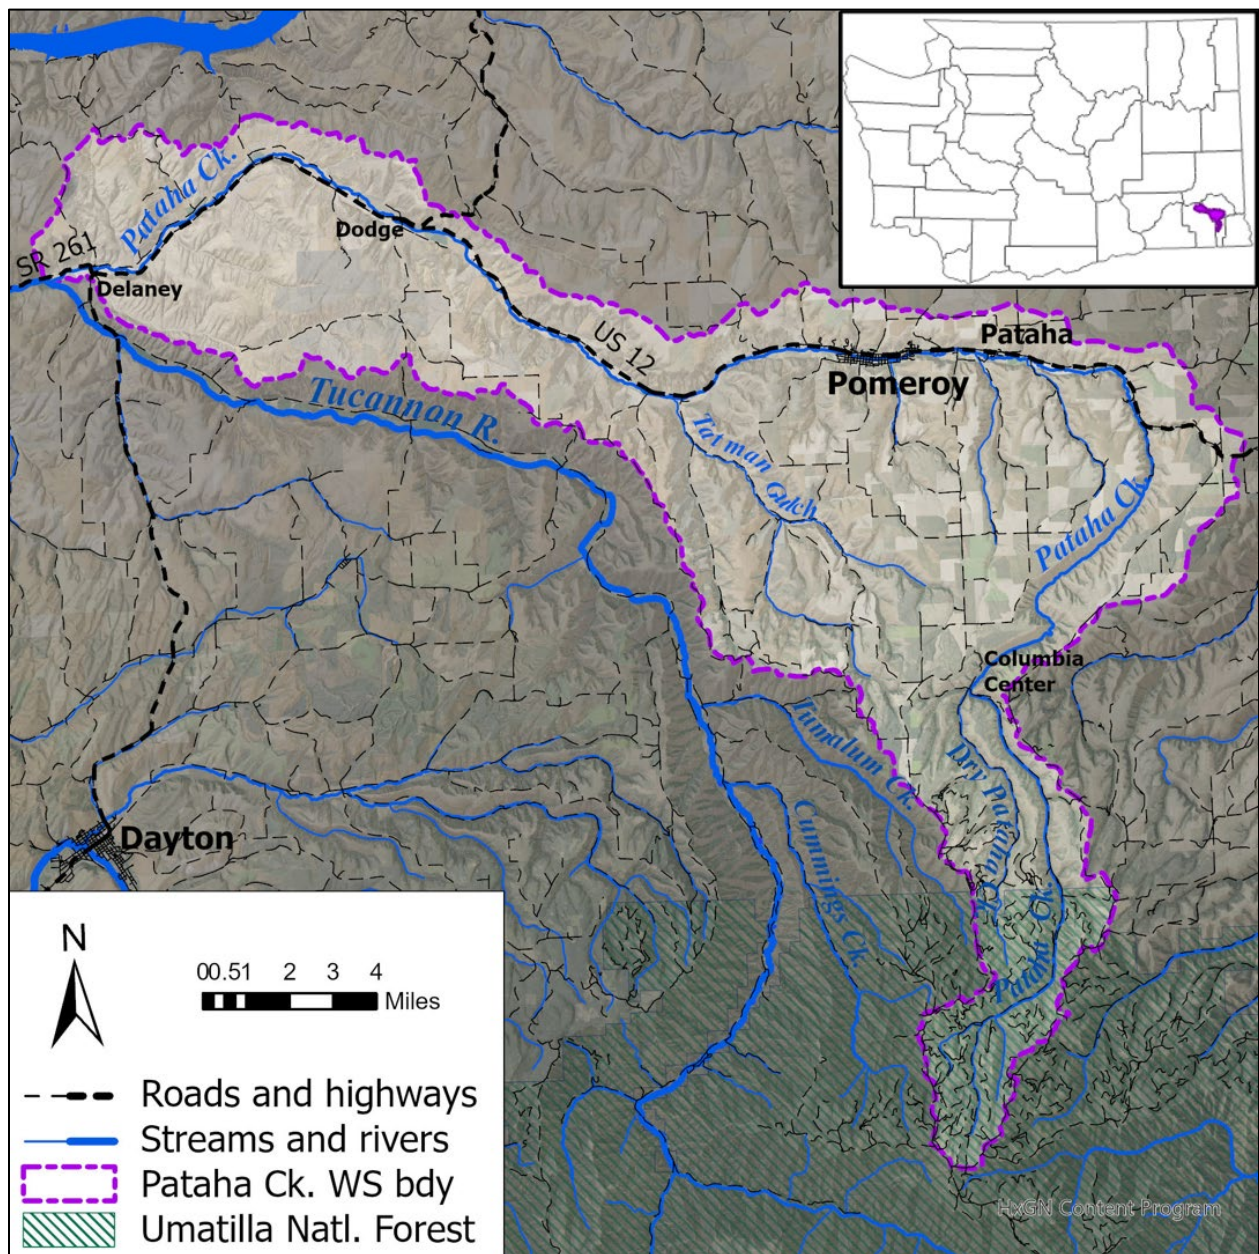 Pataha Ck.
Dodge
SR 261
Delaney
US 12
Pataha
Pomeroy
Tucannon R.
Tatman Gulch
Pataha Ck.
Columbia
Center
Tumalum Ck.
Dry Pataha Ck.
Cummings Ck.
Pataha Ck.
Dayton
N
00.51 2 3 4
Miles
Roads and highways
Streams and rivers
Pataha Ck. WS bdy
Umatilla Natl. Forest
HxGN Content Program